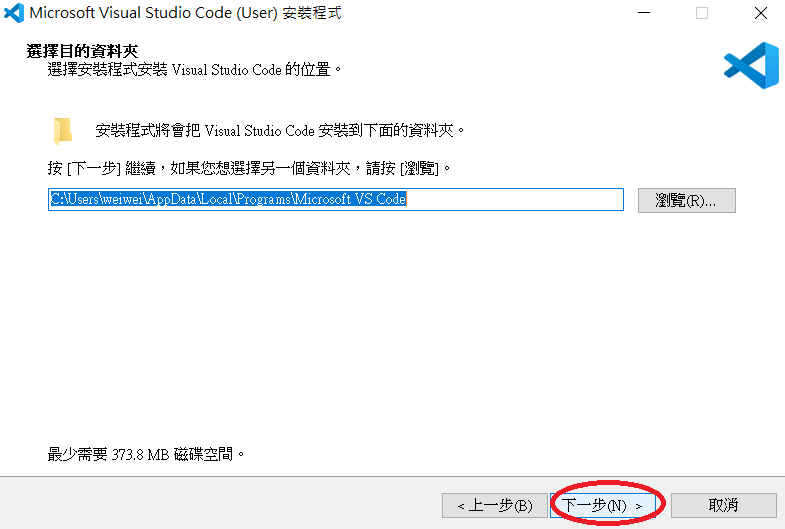 Microsoft Visual Studio Code (User) 安裝程式
選擇目的資料夾
選擇安裝程式安裝 Visual Studio Code 的位置。
安裝程式將會把 Visual Studio Code 安裝到下面的資料夾。
按 [下一步] 繼續，如果您想選擇另一個資料夾，請按 [瀏覽]。
C:\Users\weiwei\AppData\Local\Programs\Microsoft VS Code
瀏覽(R)...
最少需要 373.8 MB 磁碟空間。
< 上一步(B)
下一步(N) >
取消